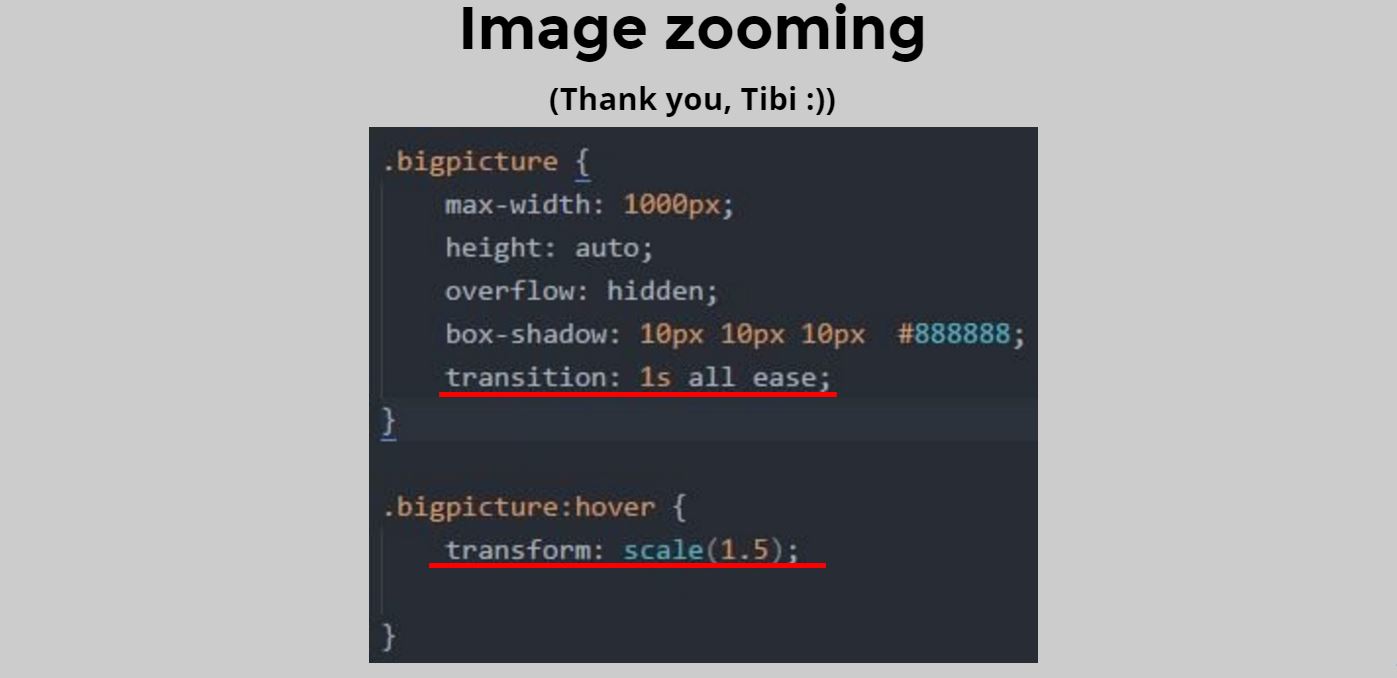 Image zooming
(Thank you, Tibi :))
.bigpicture {
max-width: 1000px;
height: auto;
overflow: hidden;
box-shadow: 10px 10px 10px  #888888;
transition: 1s all ease;
}
.bigpicture:hover {
transform: scale(1.5);
}